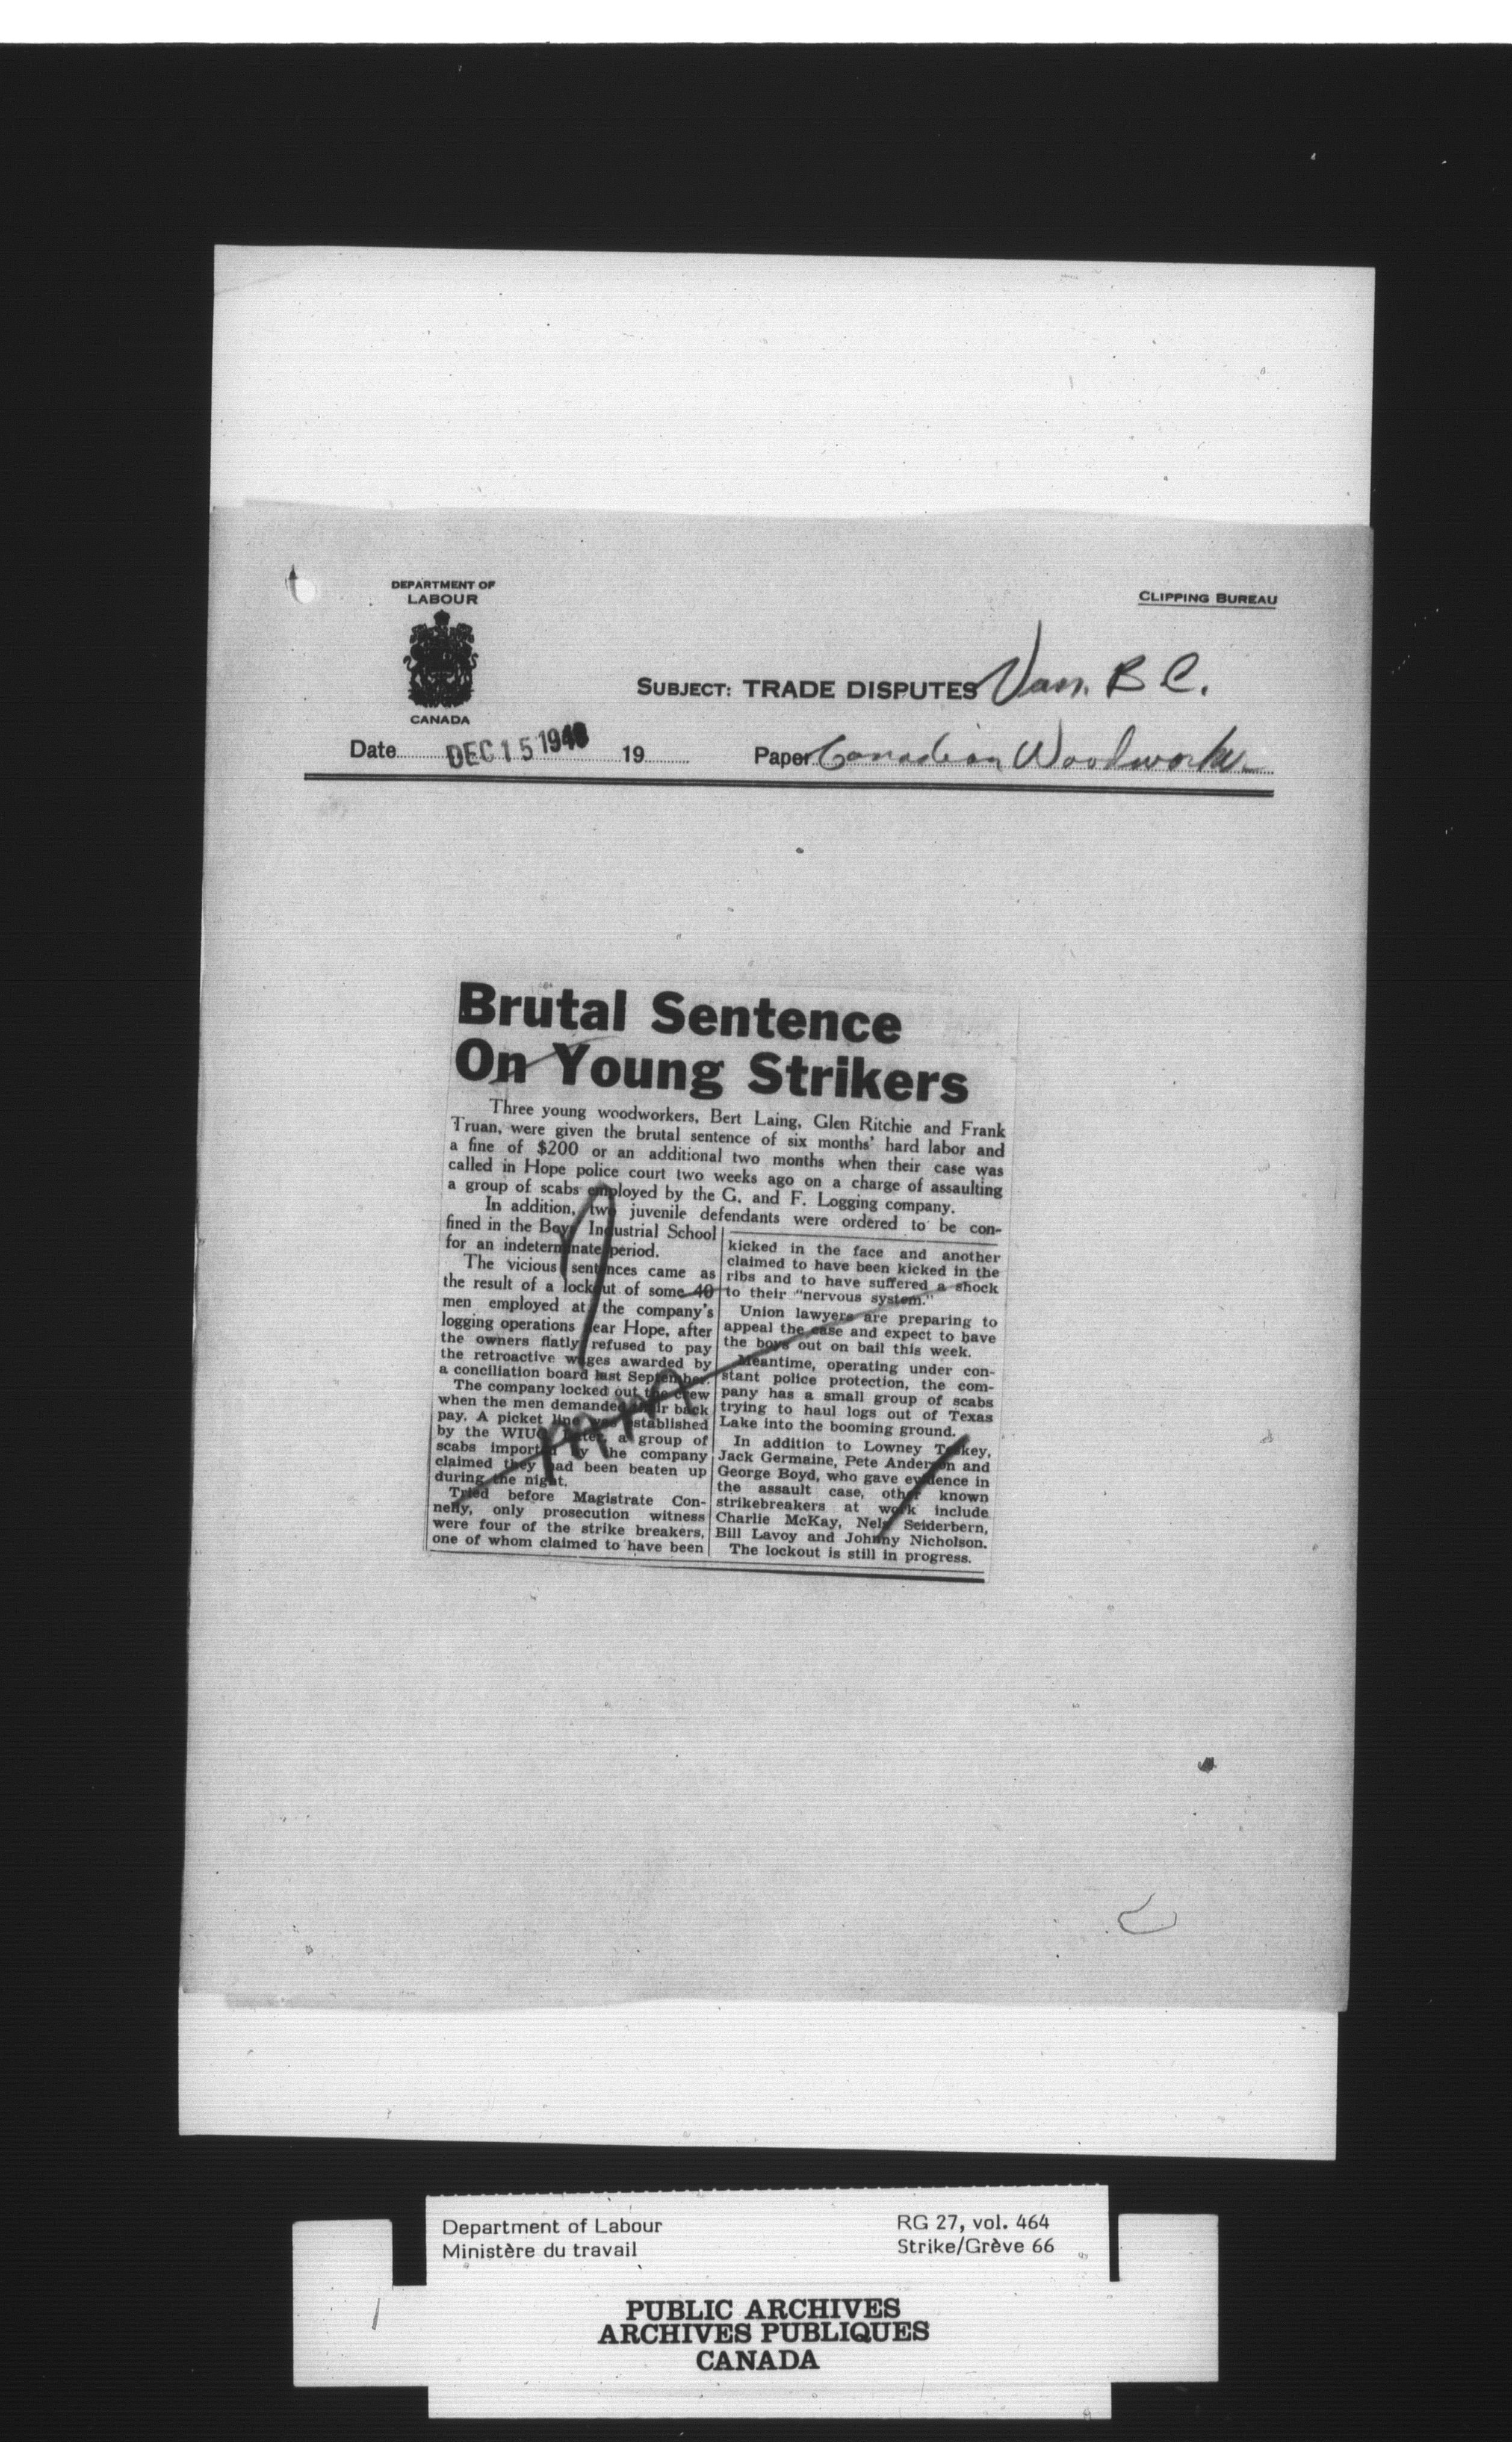 DEPARTMENT OF
LABOUR
CANADA
CLIPPING BUREAU
SUBJECT: TRADE DISPUTES Van. B C.
Date DEC 15 1948 19
Paper Canadian Woodworker
Brutal Sentence
On Young Strikers
Three young woodworkers, Bert Laing, Glen Ritchie and Frank
Truan, were given the brutal sentence of six months' hard labor and
a fine of $200 or an additional two months when their case was
called in Hope police court two weeks ago on a charge of assaulting
a group of scabs employed by the G. and F. Logging company.
In addition, two juvenile defendants were ordered to be con-
fined in the Boys Industrial School
for an indeterminate period.
The vicious sentences came as
the result of a lockout of some 40
men employed at the company's
logging operations near Hope, after
the owners flatly refused to pay
the retroactive wages awarded by
a conciliation board last September.
The company locked out the crew
when the men demanded their back
pay. A picket line was established
by the WIUC. Later, a group of
scabs imported by the company
claimed they had been beaten up
during the night.
Tried before Magistrate Con-
nelly, only prosecution witness
were four of the strike breakers,
one of whom claimed to have been
kicked in the face and another
claimed to have been kicked in the
ribs and to have suffered a shock
to their "nervous system."
Union lawyers are preparing to
appeal the case and expect to have
the boys out on bail this week.
Meantime, operating under con-
stant police protection, the com-
pany has a small group of scabs
trying to haul logs out of Texas
Lake into the booming ground.
In addition to Lowney
Jack Germaine, Pete Anderson and
George Boyd, who gave evidence in
the assault case, other known
strikebreakers at work include
Charlie McKay, Nels Seiderbern,
Bill Lavoy and Johnny Nicholson.
The lockout is still in progress.
Department of Labour
Ministère du travail
RG 27, vol. 464
Strike/Grève 66
PUBLIC ARCHIVES
ARCHIVES PUBLIQUES
CANADA